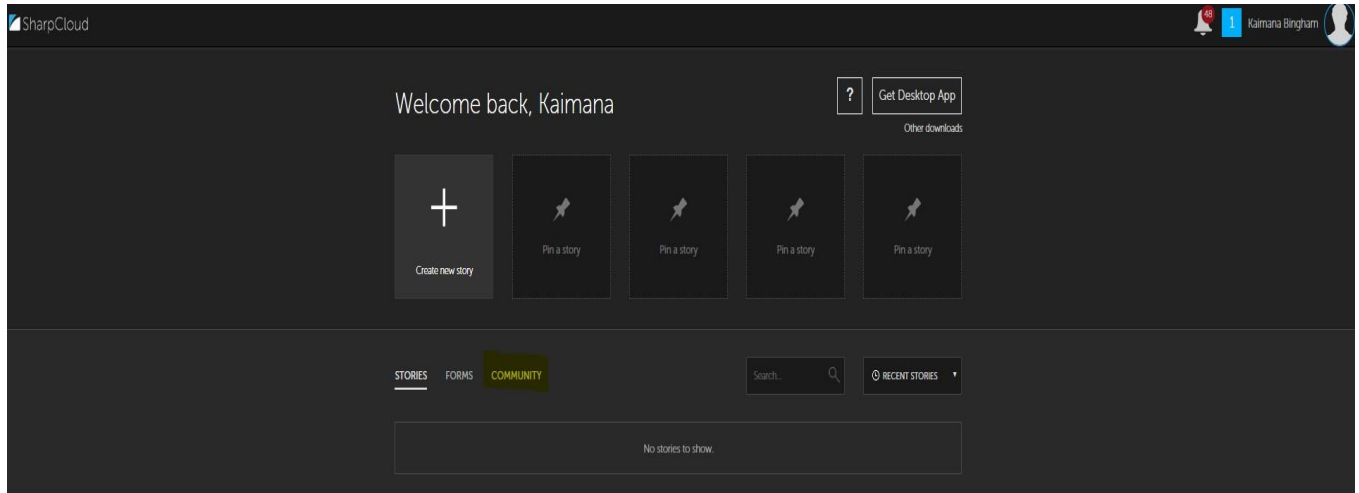 SharpCloud
48
1
Kaimana Bingham
Welcome back, Kaimana
?
Get Desktop App
Other downloads
Create new story
Pin a story
Pin a story
Pin a story
Pin a story
STORIES FORMS COMMUNITY
Search...
RECENT STORIES
No stories to show.